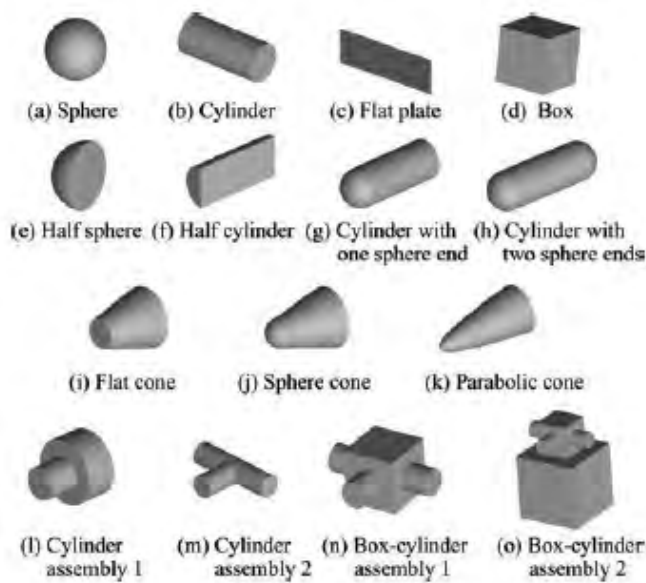 (a) Sphere (b) Cylinder (c) Flat plate (d) Box
(e) Half sphere (f) Half cylinder (g) Cylinder with one sphere end (h) Cylinder with two sphere ends
(i) Flat cone (j) Sphere cone (k) Parabolic cone
(l) Cylinder assembly 1 (m) Cylinder assembly 2 (n) Box-cylinder assembly 1 (o) Box-cylinder assembly 2